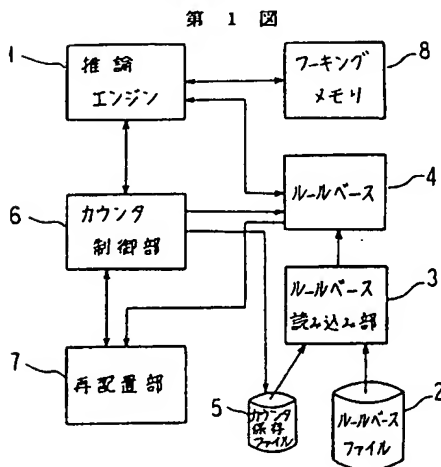 第 1 図
1
推論
エンジン
フーキング
メモリ
8
ルールベース
4
6
カウンタ
制御部
ルールベース
読み込み部
3
7
再配置部
5
カウンタ
保存
ファイル
ルールベース
ファイル
2